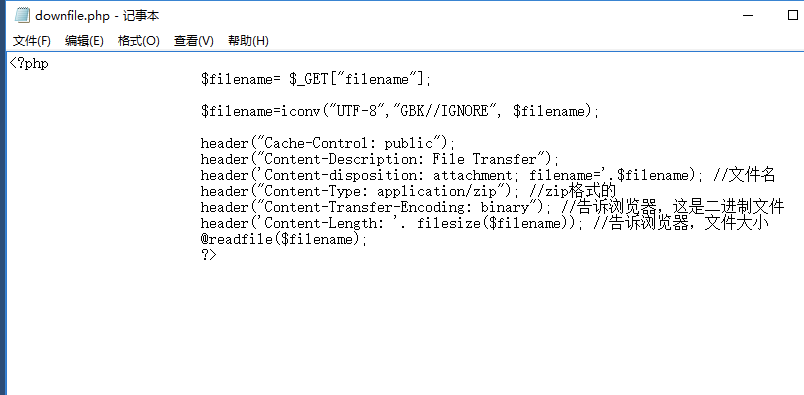 downfile.php - 记事本
文件(F) 编辑(E) 格式(O) 查看(V) 帮助(H)
<?php
$filename= $_GET["filename"];
$filename=iconv("UTF-8","GBK//IGNORE", $filename);
header("Cache-Control: public");
header("Content-Description: File Transfer");
header('Content-disposition: attachment; filename='.$filename); //文件名
header("Content-Type: application/zip"); //zip格式的
header("Content-Transfer-Encoding: binary"); //告诉浏览器，这是二进制文件
header('Content-Length: '. filesize($filename)); //告诉浏览器，文件大小
@readfile($filename);
?>